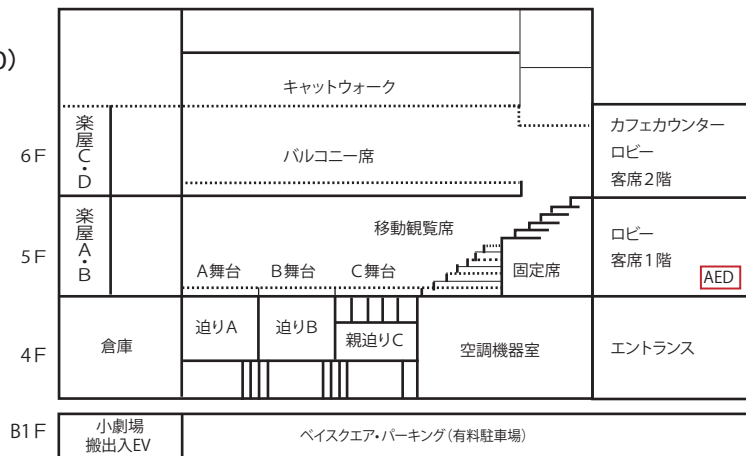 0)
キャットウォーク
6F
楽屋C・D
バルコニー席
カフェカウンター
ロビー
客席2階
5F
楽屋A・B
移動観覧席
A舞台
B舞台
C舞台
固定席
ロビー
客席1階
AED
4F
倉庫
迫りA
迫りB
親迫りC
空調機器室
エントランス
B1F
小劇場
搬出入EV
ベイスクエア・パーキング(有料駐車場)